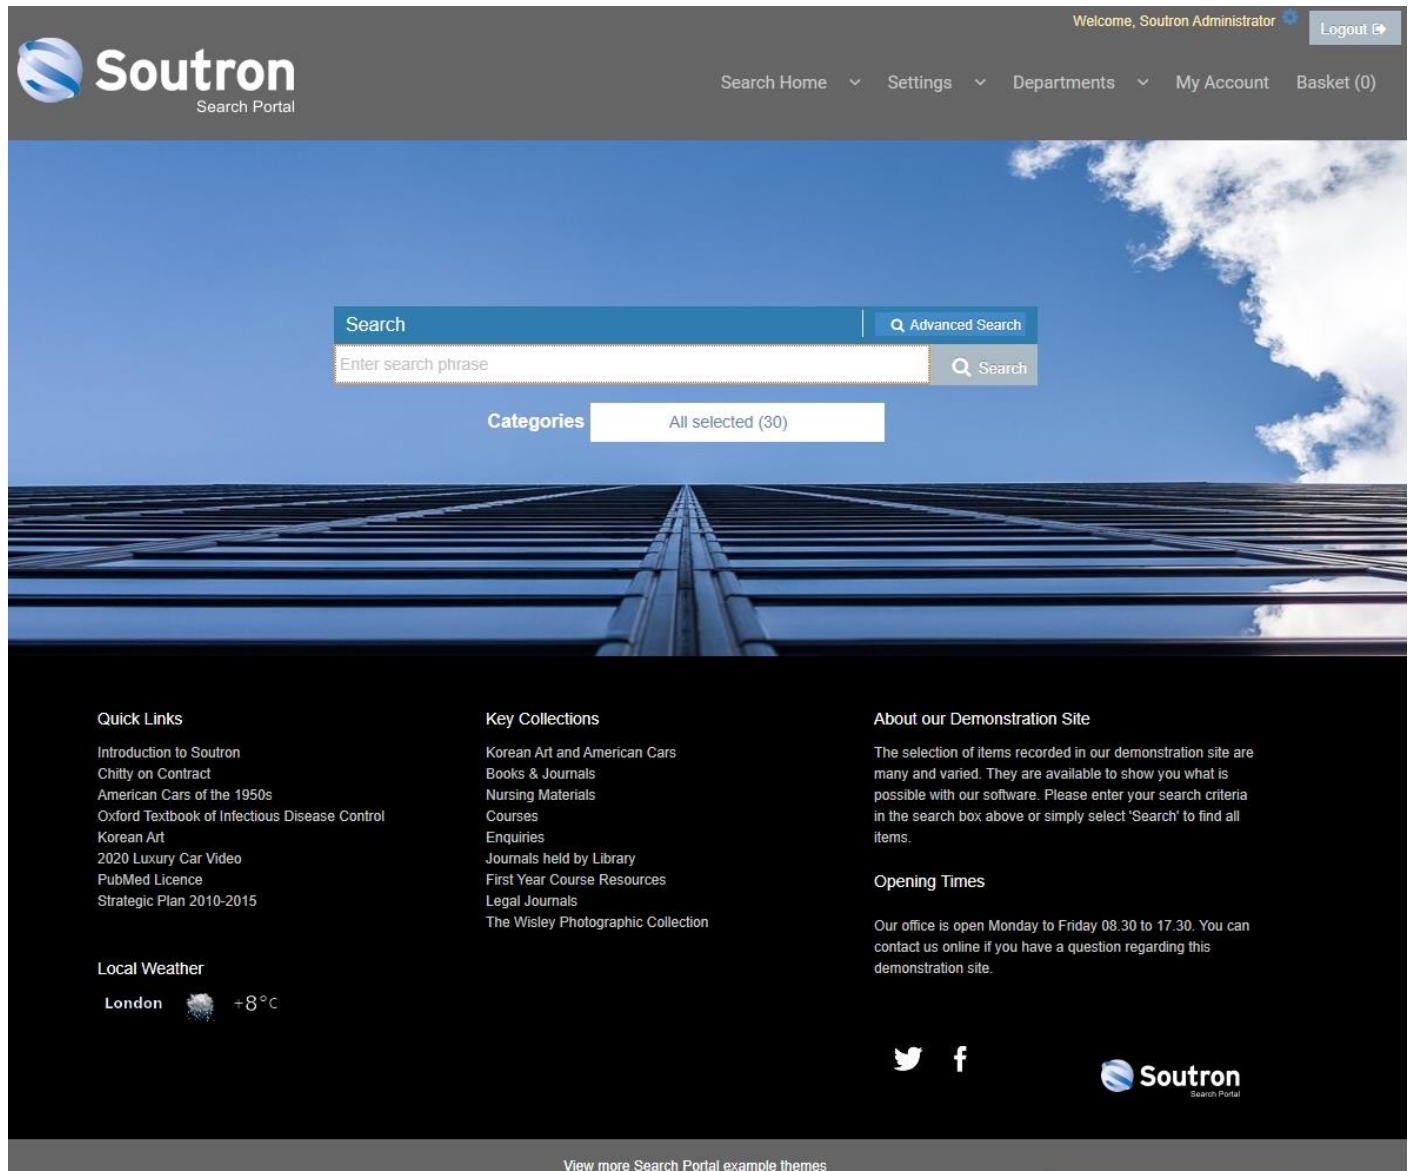 Welcome, Soutron Administrator
Logout
Soutron
Search Portal
Search Home
Settings
Departments
My Account
Basket (0)
Search
Advanced Search
Enter search phrase
Search
Categories
All selected (30)
Quick Links
Introduction to Soutron
Chitty on Contract
American Cars of the 1950s
Oxford Textbook of Infectious Disease Control
Korean Art
2020 Luxury Car Video
PubMed Licence
Strategic Plan 2010-2015
Local Weather
London +8°C
Key Collections
Korean Art and American Cars
Books & Journals
Nursing Materials
Courses
Enquiries
Journals held by Library
First Year Course Resources
Legal Journals
The Wisley Photographic Collection
About our Demonstration Site
The selection of items recorded in our demonstration site are
many and varied. They are available to show you what is
possible with our software. Please enter your search criteria
in the search box above or simply select 'Search' to find all
items.
Opening Times
Our office is open Monday to Friday 08.30 to 17.30. You can
contact us online if you have a question regarding this
demonstration site.
Soutron
Search Portal
View more Search Portal example themes